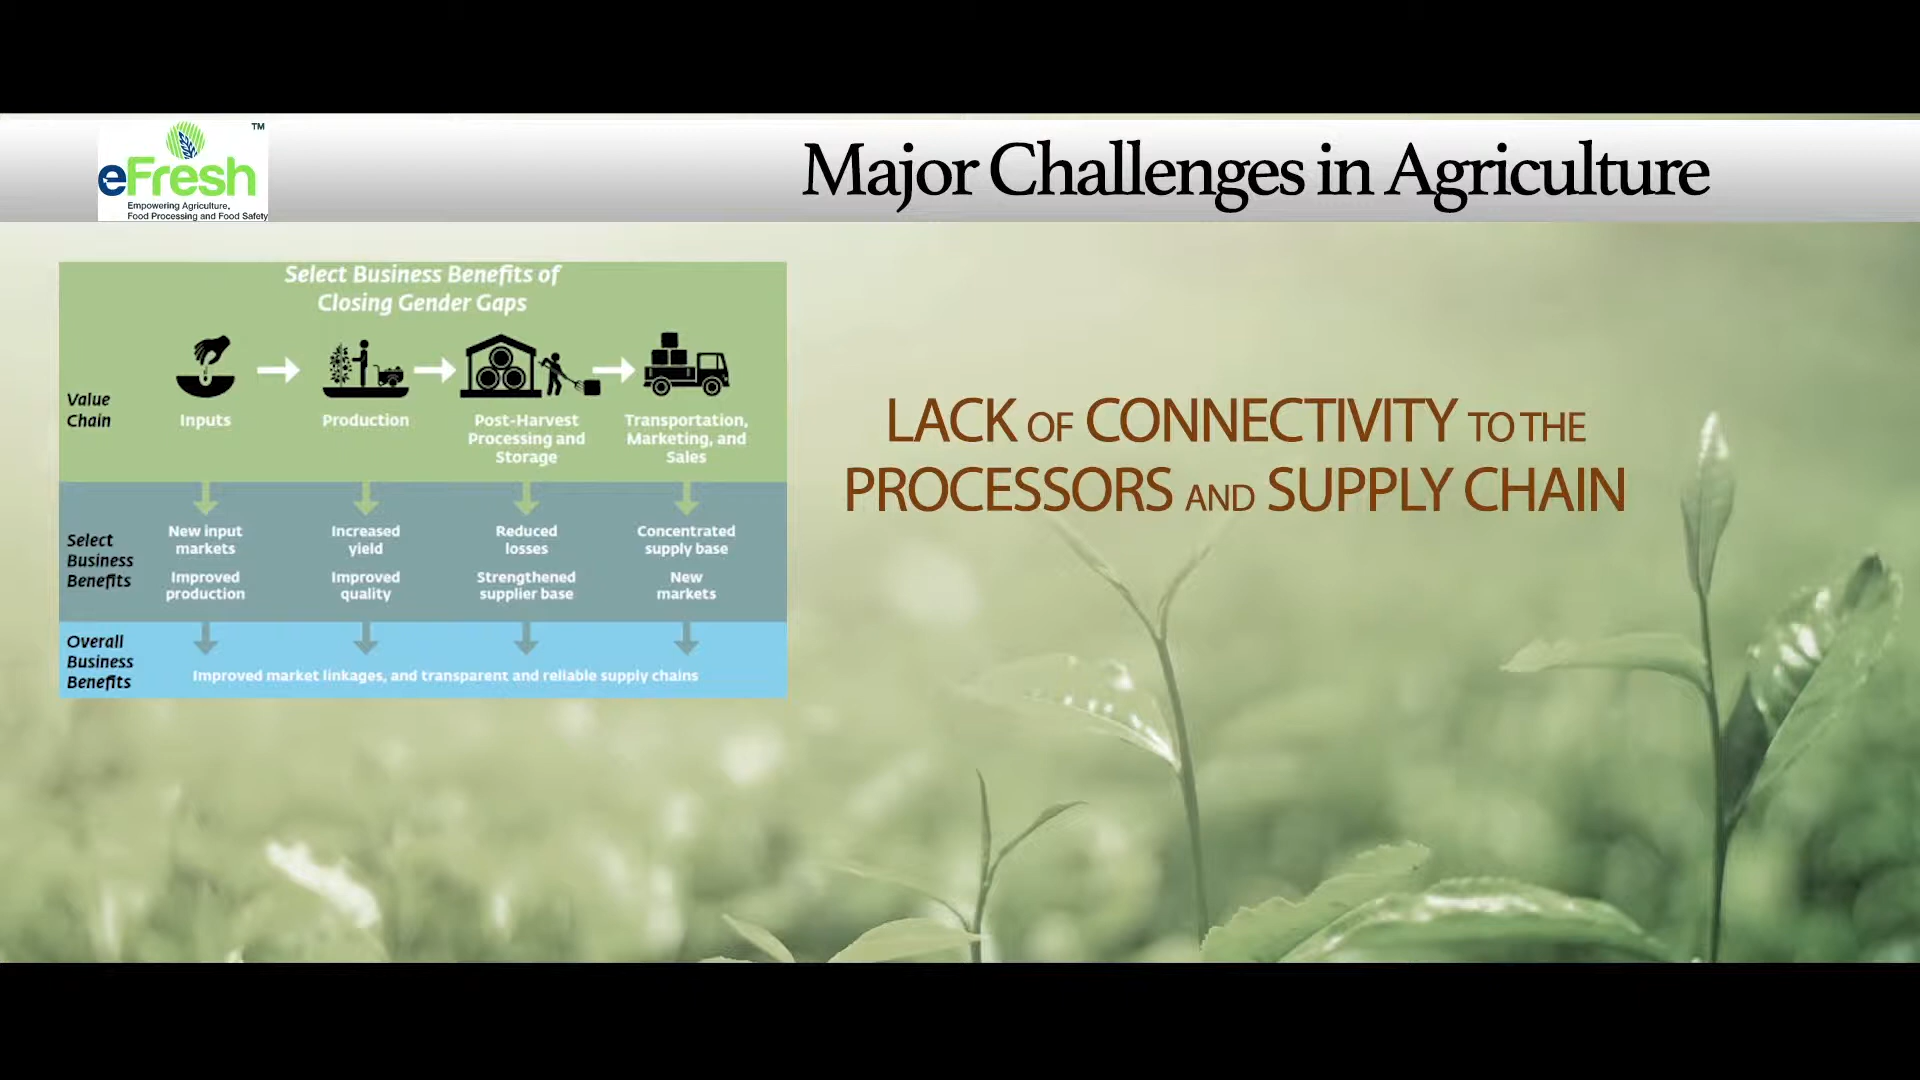 eFresh TM
Empowering Agriculture,
Food Processing and Food Safety
Major Challenges in Agriculture
Select Business Benefits of
Closing Gender Gaps
Value
Chain
Inputs
Production
Post-Harvest
Processing and
Storage
Transportation,
Marketing, and
Sales
Select
Business
Benefits
New input
markets
Improved
production
Increased
yield
Improved
quality
Reduced
losses
Strengthened
supplier base
Concentrated
supply base
New
markets
Overall
Business
Benefits
Improved market linkages, and transparent and reliable supply chains
LACK OF CONNECTIVITY TO THE
PROCESSORS AND SUPPLY CHAIN